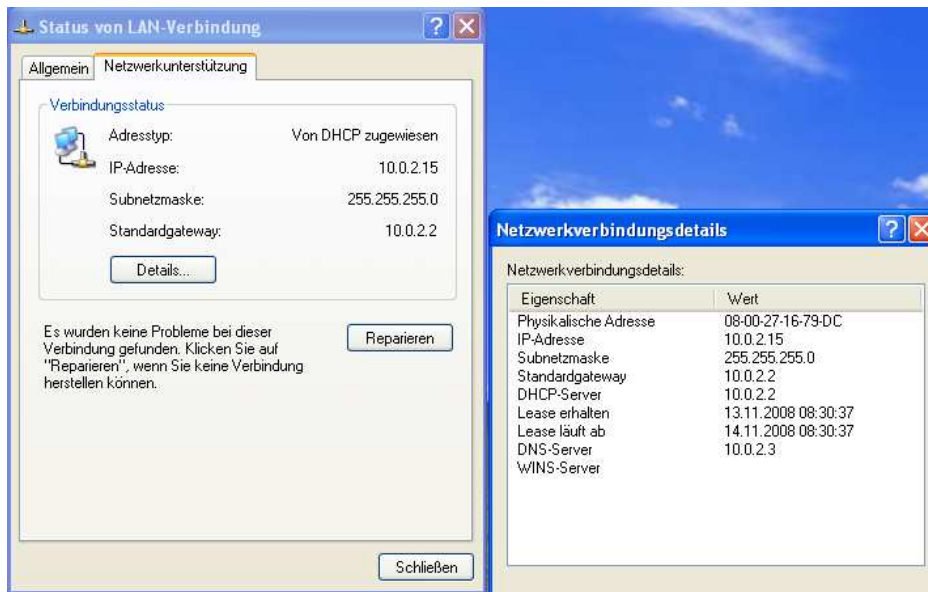 Status von LAN-Verbindung
Allgemein Netzwerkunterstützung
Verbindungsstatus
Adresstyp: Von DHCP zugewiesen
IP-Adresse: 10.0.2.15
Subnetzmaske: 255.255.255.0
Standardgateway: 10.0.2.2
Details...
Es wurden keine Probleme bei dieser
Verbindung gefunden. Klicken Sie auf
"Reparieren", wenn Sie keine Verbindung
herstellen können.
Reparieren
Schließen
Netzwerkverbindungsdetails
Netzwerkverbindungsdetails:
Eigenschaft Wert
Physikalische Adresse 08-00-27-16-79-DC
IP-Adresse 10.0.2.15
Subnetzmaske 255.255.255.0
Standardgateway 10.0.2.2
DHCP-Server 10.0.2.2
Lease erhalten 13.11.2008 08:30:37
Lease läuft ab 14.11.2008 08:30:37
DNS-Server 10.0.2.3
WINS-Server